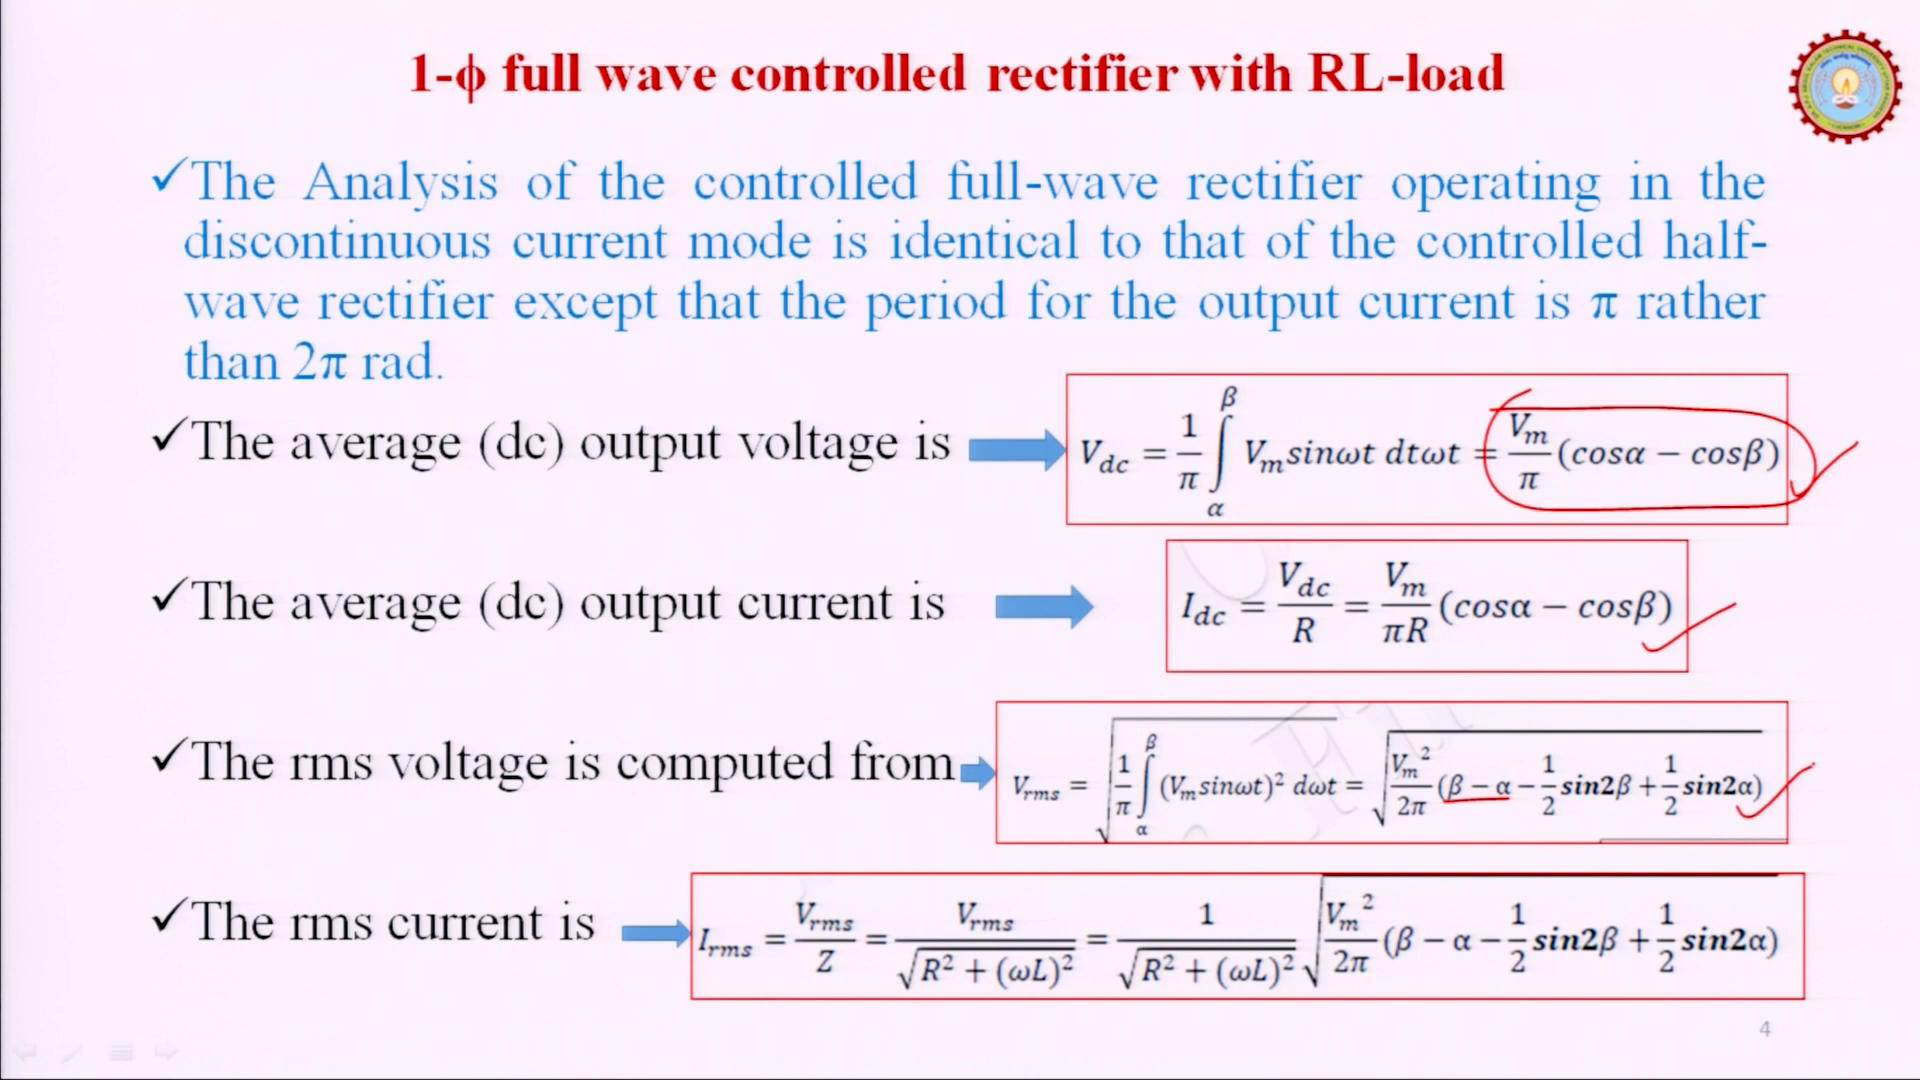 1-ϕ full wave controlled rectifier with RL-load
✓The Analysis of the controlled full-wave rectifier operating in the
discontinuous current mode is identical to that of the controlled half-
wave rectifier except that the period for the output current is π rather
than 2π rad.
✓The average (dc) output voltage is
V_dc = 1/π ∫_α^β V_m sinωt dtωt = V_m/π (cosα − cosβ)
✓The average (dc) output current is
I_dc = V_dc/R = V_m/πR (cosα − cosβ)
✓The rms voltage is computed from
V_rms = √(1/π ∫_α^β (V_m sinωt)² dωt) = √(V_m²/2π (β − α − 1/2 sin2β + 1/2 sin2α))
✓The rms current is
I_rms = V_rms/Z = V_rms/√(R² + (ωL)²) = 1/√(R² + (ωL)²) √(V_m²/2π (β − α − 1/2 sin2β + 1/2 sin2α))
4